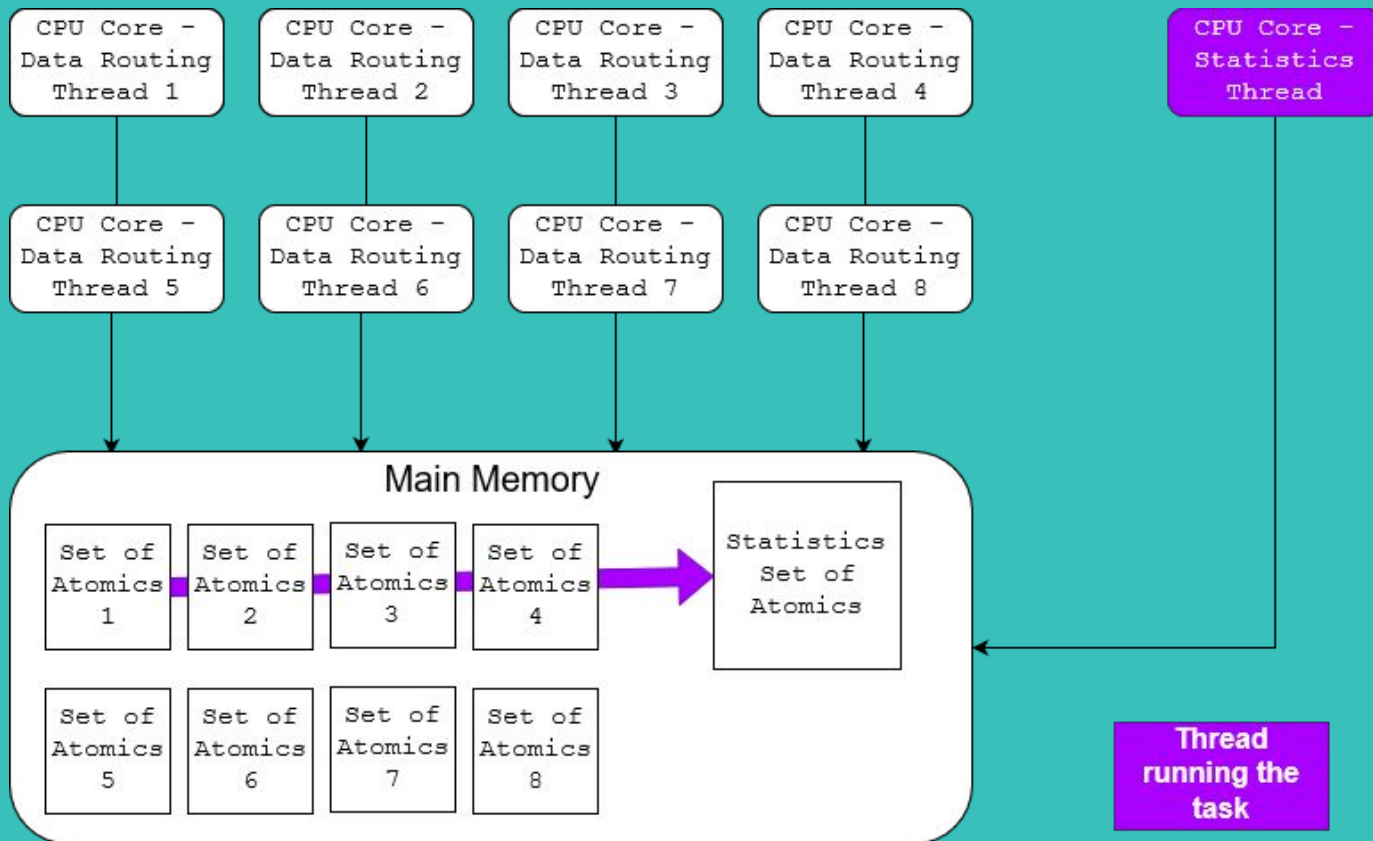 CPU Core –
Data Routing
Thread 1
CPU Core –
Data Routing
Thread 2
CPU Core –
Data Routing
Thread 3
CPU Core –
Data Routing
Thread 4
CPU Core –
Statistics
Thread
CPU Core –
Data Routing
Thread 5
CPU Core –
Data Routing
Thread 6
CPU Core –
Data Routing
Thread 7
CPU Core –
Data Routing
Thread 8
Main Memory
Set of
Atomics
1
Set of
Atomics
2
Set of
Atomics
3
Set of
Atomics
4
Statistics
Set of
Atomics
Set of
Atomics
5
Set of
Atomics
6
Set of
Atomics
7
Set of
Atomics
8
Thread
running the
task